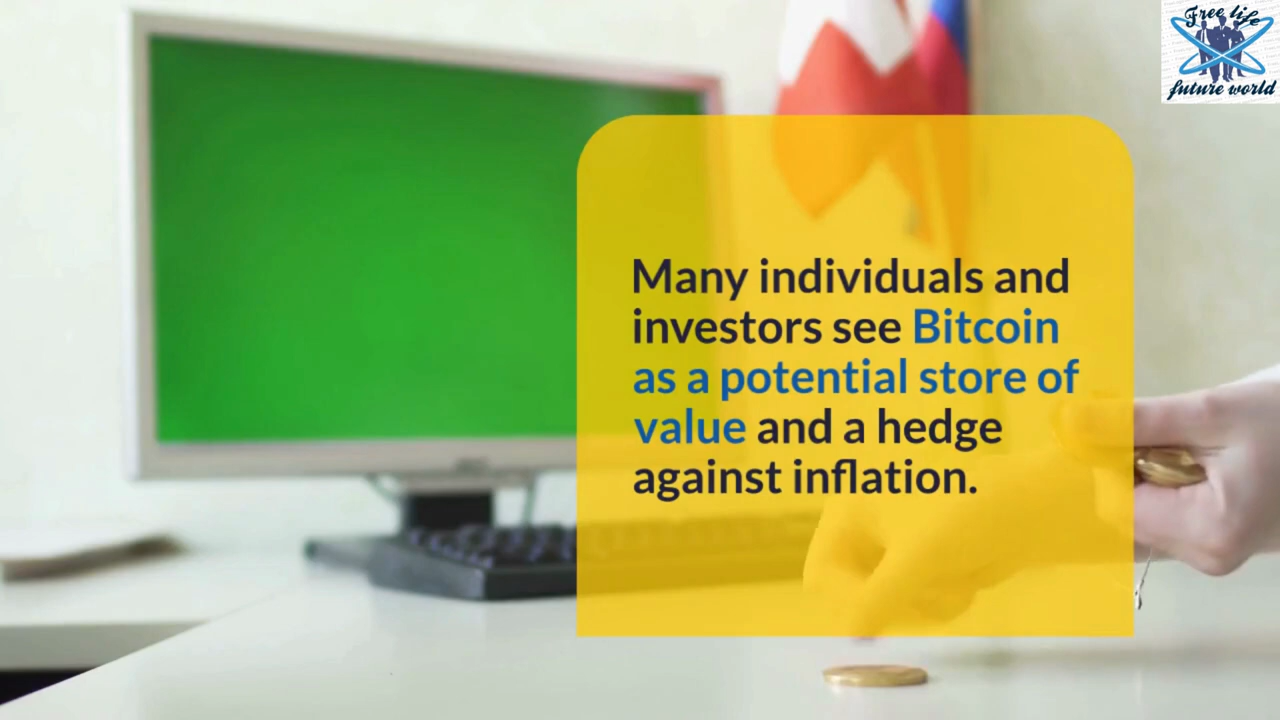 Free life
future world
Many individuals and
investors see Bitcoin
as a potential store of
value and a hedge
against inflation.